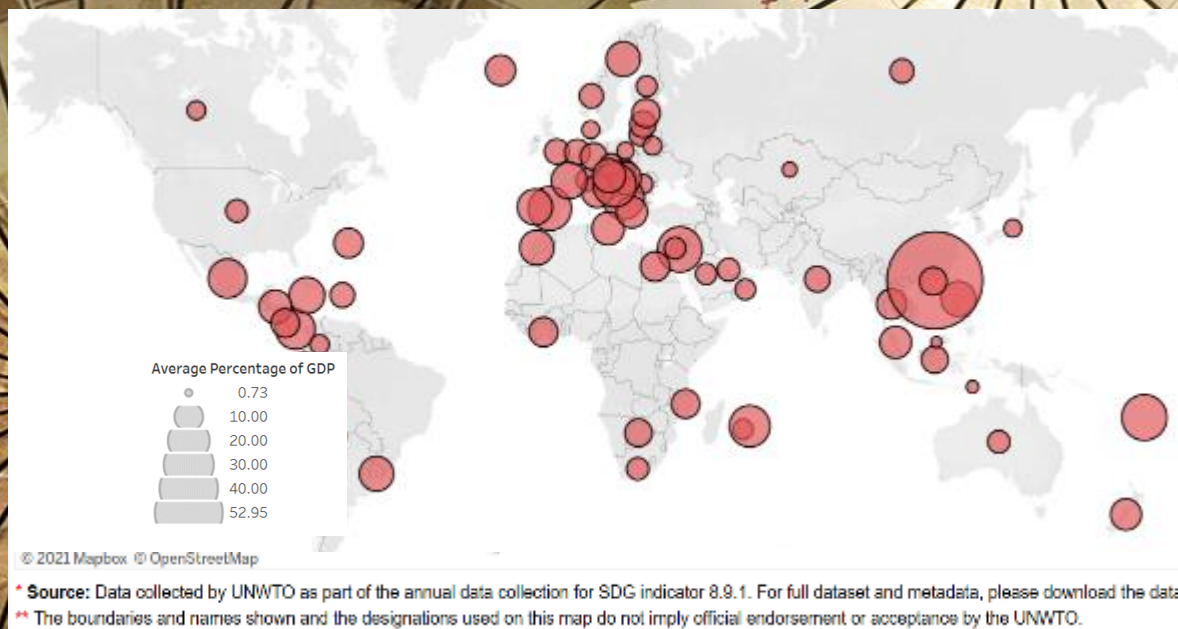 Average Percentage of GDP
0.73
10.00
20.00
30.00
40.00
52.95
© 2021 Mapbox © OpenStreetMap
* Source: Data collected by UNWTO as part of the annual data collection for SDG indicator 8.9.1. For full dataset and metadata, please download the data
** The boundaries and names shown and the designations used on this map do not imply official endorsement or acceptance by the UNWTO.